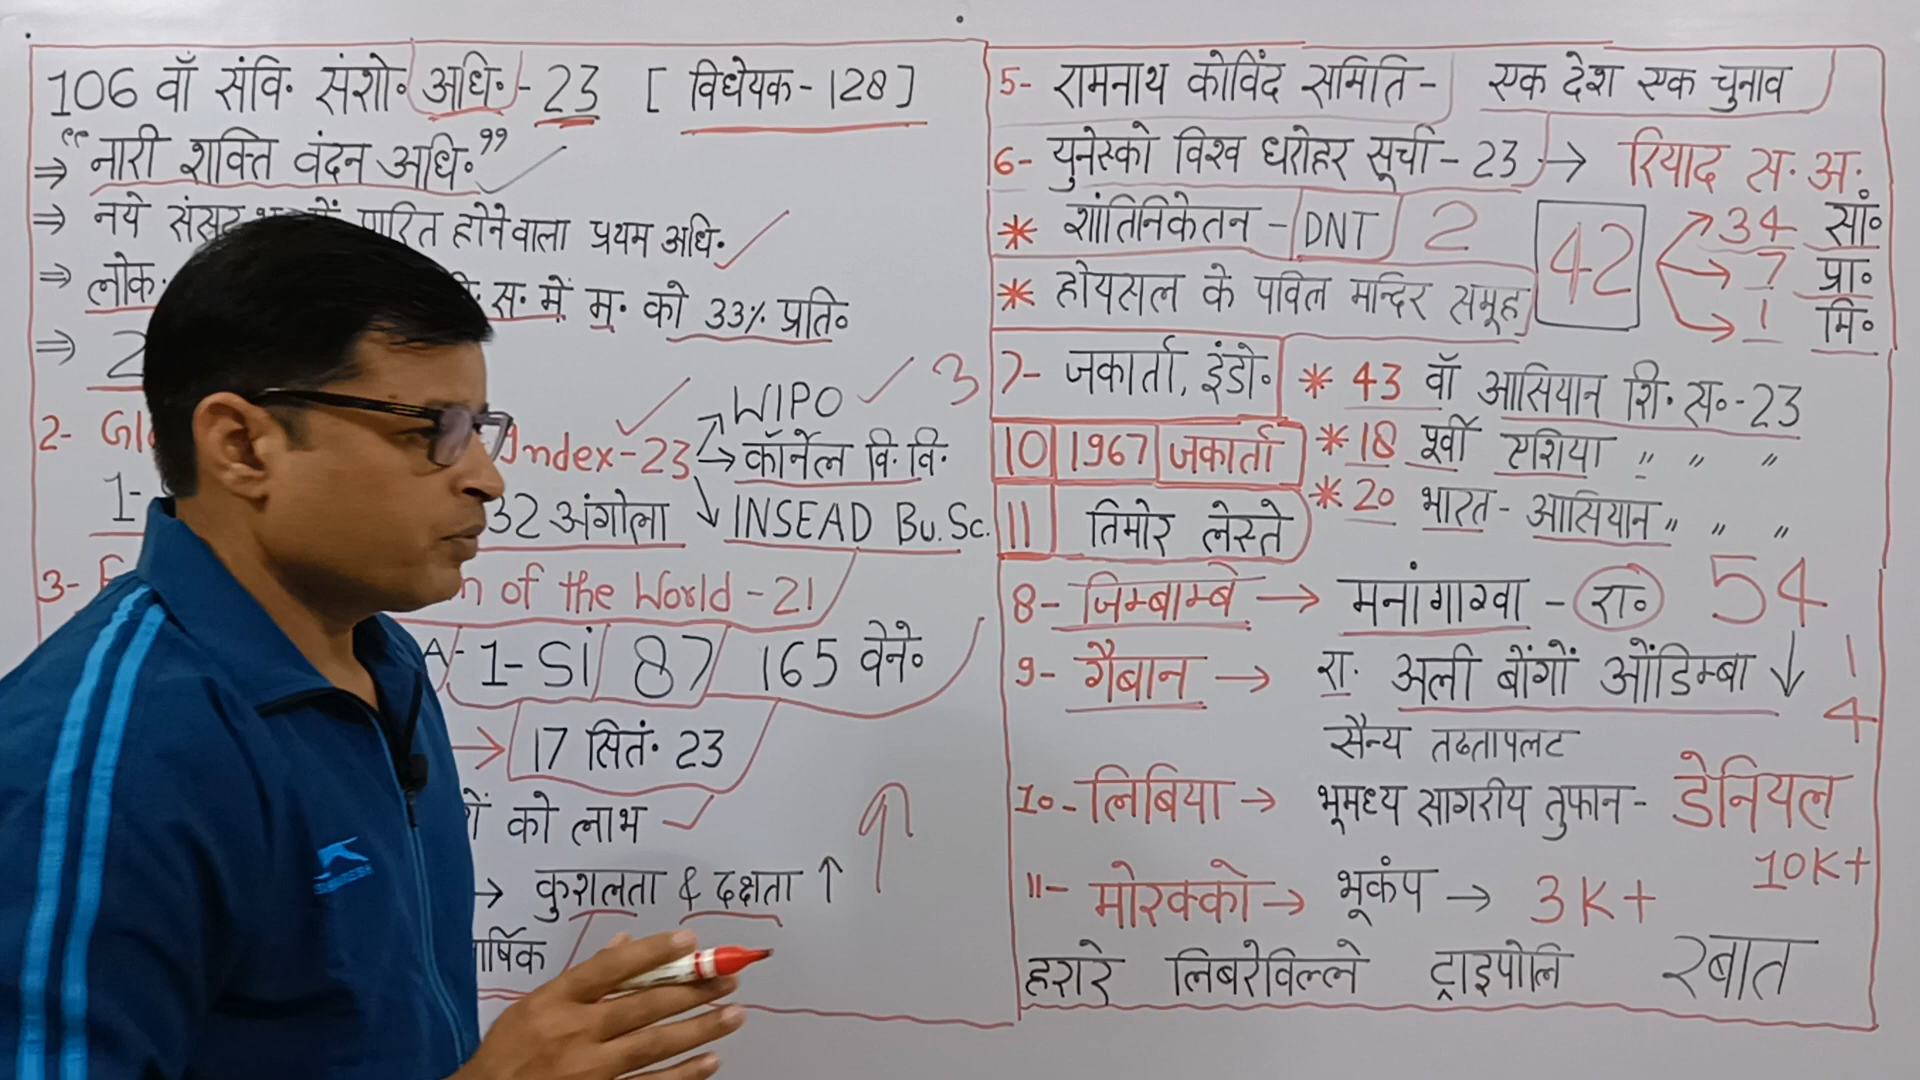 106 वाँ संवि॰ संशो॰ अधि॰ - 23 [ विधेयक - 128 ]
⇒ "नारी शक्ति वंदन अधि॰"
⇒ नये संसद में पारित होनेवाला प्रथम अधि॰
⇒ लोक स॰ में म॰ को 33% प्रति॰
⇒ 2
2- Gl Index - 23 → WIPO 3
→ कॉर्नेल वि॰ वि॰
1- 32 अंगोला ↓ INSEAD Bu. Sc.
3- of the World - 21
A- 1-Si 87 165 वेने॰
→ 17 सितं॰ 23
को लाभ
→ कुशलता & दक्षता ↑
र्षिक
5- रामनाथ कोविंद समिति - एक देश एक चुनाव
6- युनेस्को विश्व धरोहर सूची - 23 → रियाद स॰ अ॰
* शांतिनिकेतन - DNT 2 42 → 34 सां॰
→ 7 प्रा॰
* होयसल के पवित्र मन्दिर समूह → 1 मि॰
7- जकार्ता, इंडो॰ * 43 वाँ आसियान शि॰ स॰ - 23
10 1967 जकार्ता * 18 पूर्वी एशिया " " "
11 तिमोर लेस्ते * 20 भारत - आसियान " " "
8- जिम्बाम्बे → मनांगाग्वा - रा॰ 54
9- गैबान → रा॰ अली बोंगों ओंडिम्बा ↓ 1
4
सैन्य तख्तापलट
10- लिबिया → भूमध्य सागरीय तुफान - डेनियल
10K+
11- मोरक्को → भूकंप → 3K+
हरारे लिबरेविल्ले ट्राइपोलि रबात